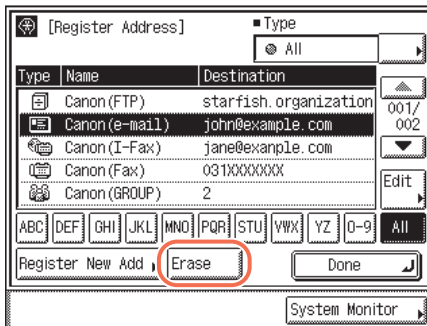 [Register Address]
■Type
All
Type Name Destination
Canon(FTP) starfish.organization
Canon(e-mail) john@example.com
Canon(I-Fax) jane@exanple.com
Canon(Fax) 031XXXXXXX
Canon(GROUP) 2
001/
002
Edit
ABC DEF GHI JKL MNO PQR STU VWX YZ 0-9 All
Register New Add Erase Done
System Monitor